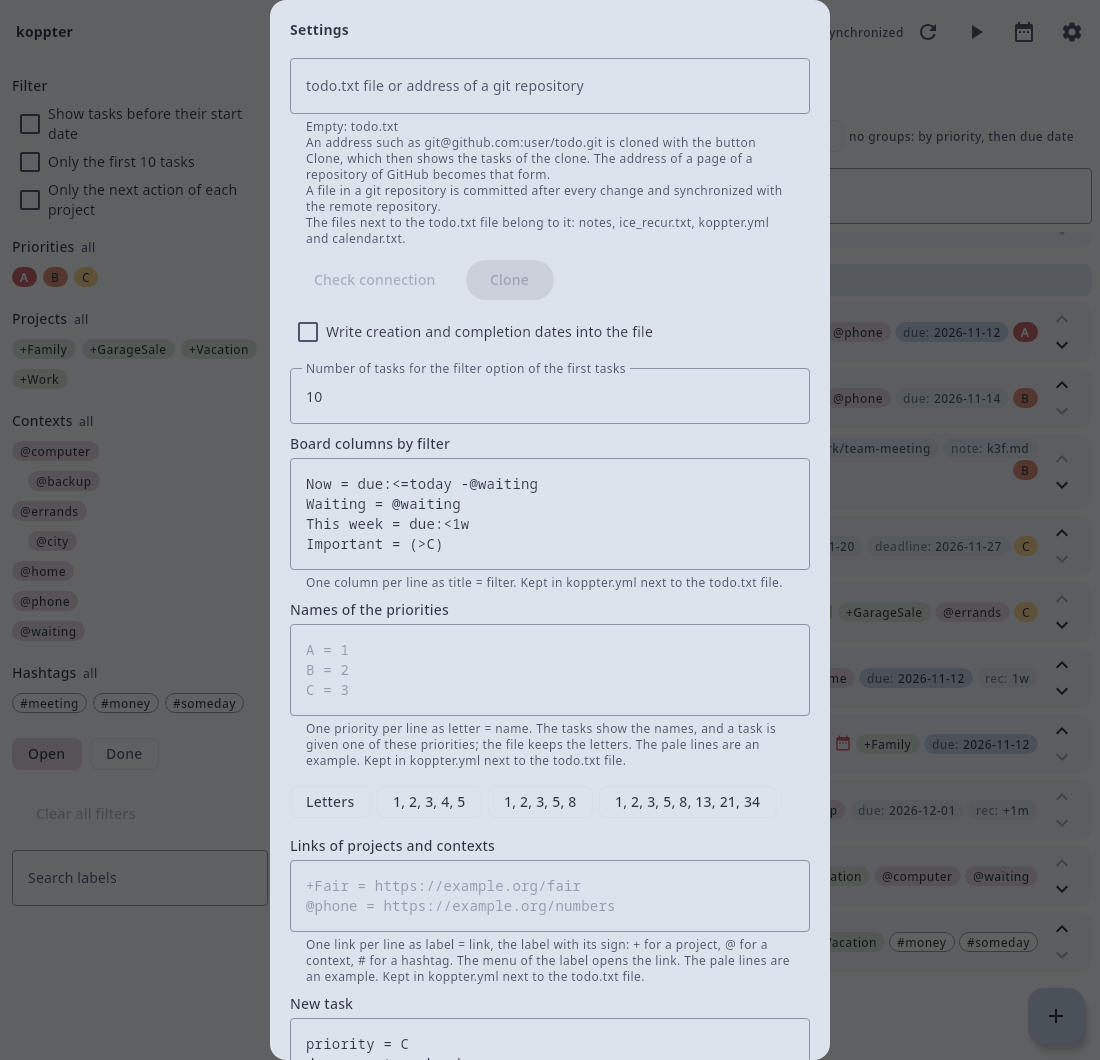 koppter
Filter
Show tasks before their start
date
Only the first 10 tasks
Only the next action of each
project
Priorities all
A B C
Projects all
+Family +GarageSale +Vacation
+Work
Contexts all
@computer
@backup
@errands
@city
@home
@phone
@waiting
Hashtags all
#meeting #money #someday
Open Done
Clear all filters
Search labels
Settings
todo.txt file or address of a git repository
Empty: todo.txt
An address such as git@github.com:user/todo.git is cloned with the button
Clone, which then shows the tasks of the clone. The address of a page of a
repository of GitHub becomes that form.
A file in a git repository is committed after every change and synchronized with
the remote repository.
The files next to the todo.txt file belong to it: notes, ice_recur.txt, koppter.yml
and calendar.txt.
Check connection Clone
Write creation and completion dates into the file
Number of tasks for the filter option of the first tasks
10
Board columns by filter
Now = due:<=today -@waiting
Waiting = @waiting
This week = due:<1w
Important = (>C)
One column per line as title = filter. Kept in koppter.yml next to the todo.txt file.
Names of the priorities
A = 1
B = 2
C = 3
One priority per line as letter = name. The tasks show the names, and a task is
given one of these priorities; the file keeps the letters. The pale lines are an
example. Kept in koppter.yml next to the todo.txt file.
Letters 1, 2, 3, 4, 5 1, 2, 3, 5, 8 1, 2, 3, 5, 8, 13, 21, 34
Links of projects and contexts
+Fair = https://example.org/fair
@phone = https://example.org/numbers
One link per line as label = link, the label with its sign: + for a project, @ for a
context, # for a hashtag. The menu of the label opens the link. The pale lines are
an example. Kept in koppter.yml next to the todo.txt file.
New task
priority = C
ynchronized
no groups: by priority, then due date
@phone due: 2026-11-12 A
@phone due: 2026-11-14 B
k/team-meeting note: k3f.md
B
1-20 deadline: 2026-11-27 C
+GarageSale @errands C
me due: 2026-11-12 rec: 1w
+Family due: 2026-11-12
p due: 2026-12-01 rec: +1m
ation @computer @waiting
acation #money #someday
+